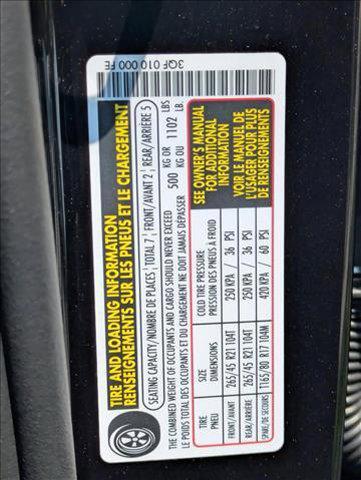 3QF 010 000 FE
TIRE AND LOADING INFORMATION
RENSEIGNEMENTS SUR LES PNEUS ET LE CHARGEMENT
SEATING CAPACITY/NOMBRE DE PLACES TOTAL 7 FRONT/AVANT 2 REAR/ARRIÈRE 5
THE COMBINED WEIGHT OF OCCUPANTS AND CARGO SHOULD NEVER EXCEED 500 KG OR 1102 LBS
LE POIDS TOTAL DES OCCUPANTS ET DU CHARGEMENT NE DOIT JAMAIS DÉPASSER KG OU LB.
TIRE SIZE COLD TIRE PRESSURE
PNEU DIMENSIONS PRESSION DES PNEUS À FROID
FRONT/AVANT 265/45 R21 104T 250 KPA / 36 PSI
REAR/ARRIÈRE 265/45 R21 104T 250 KPA / 36 PSI
SPARE/DE SECOURS T165/80 R17 104M 420 KPA / 60 PSI
SEE OWNER'S MANUAL
FOR ADDITIONAL
INFORMATION
VOIR LE MANUEL DE
L'USAGER POUR PLUS
DE RENSEIGNEMENTS